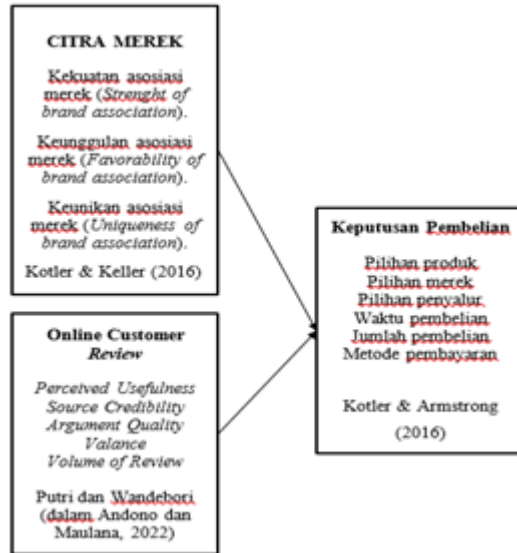 CITRA MEREK
Kekuatan asosiasi
merek (Strenght of
brand association).
Keunggulan asosiasi
merek (Favorability of
brand association).
Keunikan asosiasi
merek (Uniqueness of
brand association).
Kotler & Keller (2016)
Online Customer
Review
Perceived Usefulness
Source Credibility
Argument Quality
Valance
Volume of Review
Putri dan Wandebori
(dalam Andono dan
Maulana, 2022)
Keputusan Pembelian
Pilihan produk
Pilihan merek
Pilihan penyalur
Waktu pembelian
Jumlah pembelian
Metode pembayaran
Kotler & Armstrong
(2016)